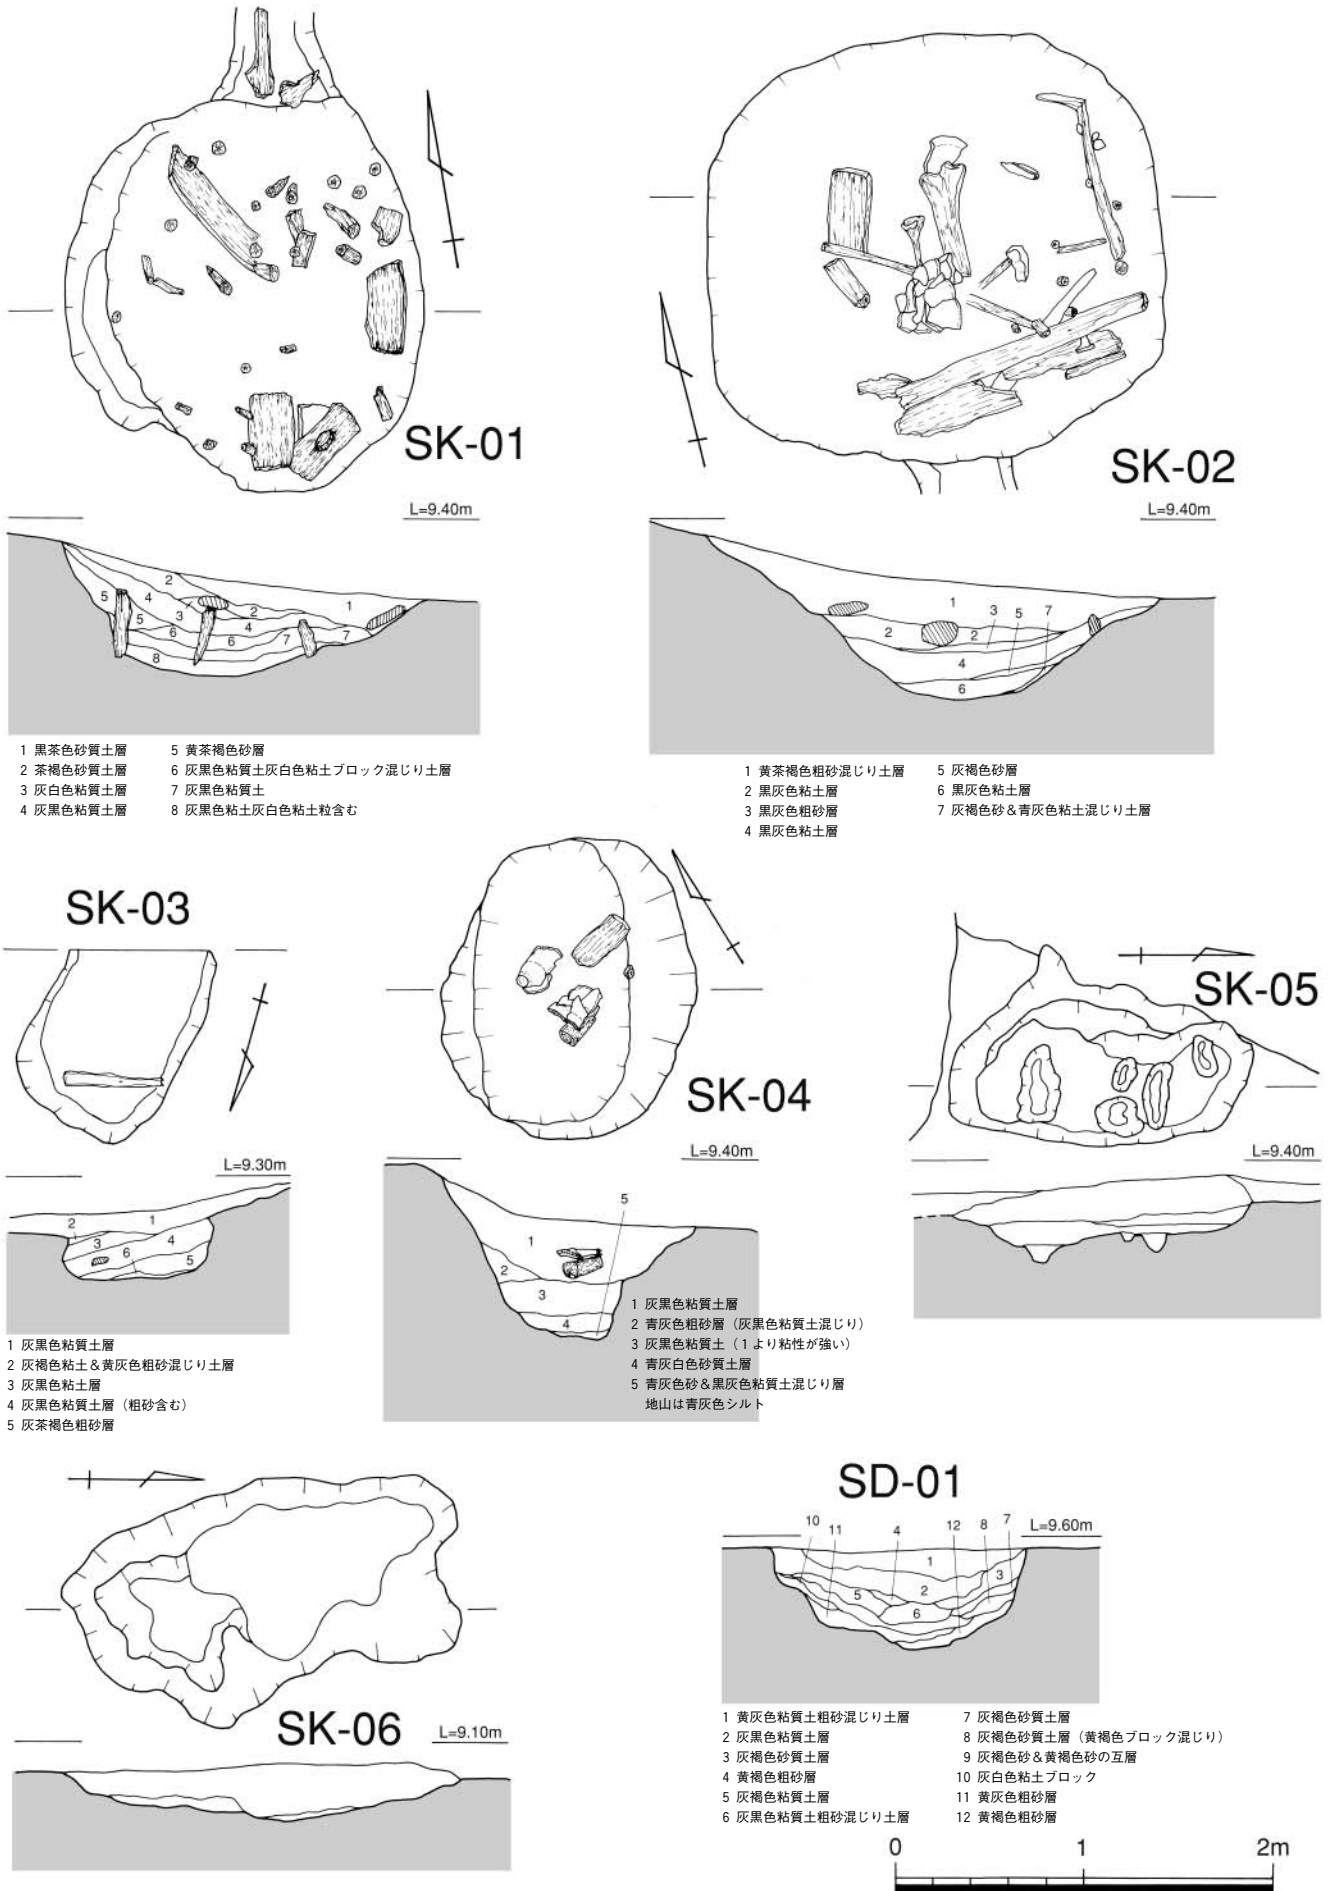 SK-01
L=9.40m
5
4
2
3
5
6
2
4
6
7
1
7
8
1 黒茶色砂質土層
2 茶褐色砂質土層
3 灰白色粘質土層
4 灰黒色粘質土層
5 黄茶褐色砂層
6 灰黒色粘質土灰白色粘土ブロック混じり土層
7 灰黒色粘質土
8 灰黒色粘土灰白色粘土粒含む
SK-02
L=9.40m
1
3
5
7
2
2
4
6
1 黄茶褐色粗砂混じり土層
2 黒灰色粘土層
3 黒灰色粗砂層
4 黒灰色粘土層
5 灰褐色砂層
6 黒灰色粘土層
7 灰褐色砂＆青灰色粘土混じり土層
SK-03
L=9.30m
2
1
3
6
4
5
1 灰黒色粘質土層
2 灰褐色粘土＆黄灰色粗砂混じり土層
3 灰黒色粘土層
4 灰黒色粘質土層（粗砂含む）
5 灰茶褐色粗砂層
SK-04
L=9.40m
5
1
2
3
4
1 灰黒色粘質土層
2 青灰色粗砂層（灰黒色粘質土混じり）
3 灰黒色粘質土（１より粘性が強い）
4 青灰白色砂質土層
5 青灰色砂＆黒灰色粘質土混じり層
地山は青灰色シルト
SK-05
L=9.40m
SK-06
L=9.10m
SD-01
L=9.60m
10
11
4
12
8
7
1
3
2
5
6
1 黄灰色粘質土粗砂混じり土層
2 灰黒色粘質土層
3 灰褐色砂質土層
4 黄褐色粗砂層
5 灰褐色粘質土層
6 灰黒色粘質土粗砂混じり土層
7 灰褐色砂質土層
8 灰褐色砂質土層（黄褐色ブロック混じり）
9 灰褐色砂＆黄褐色砂の互層
10 灰白色粘土ブロック
11 黄灰色粗砂層
12 黄褐色粗砂層
0 1 2m